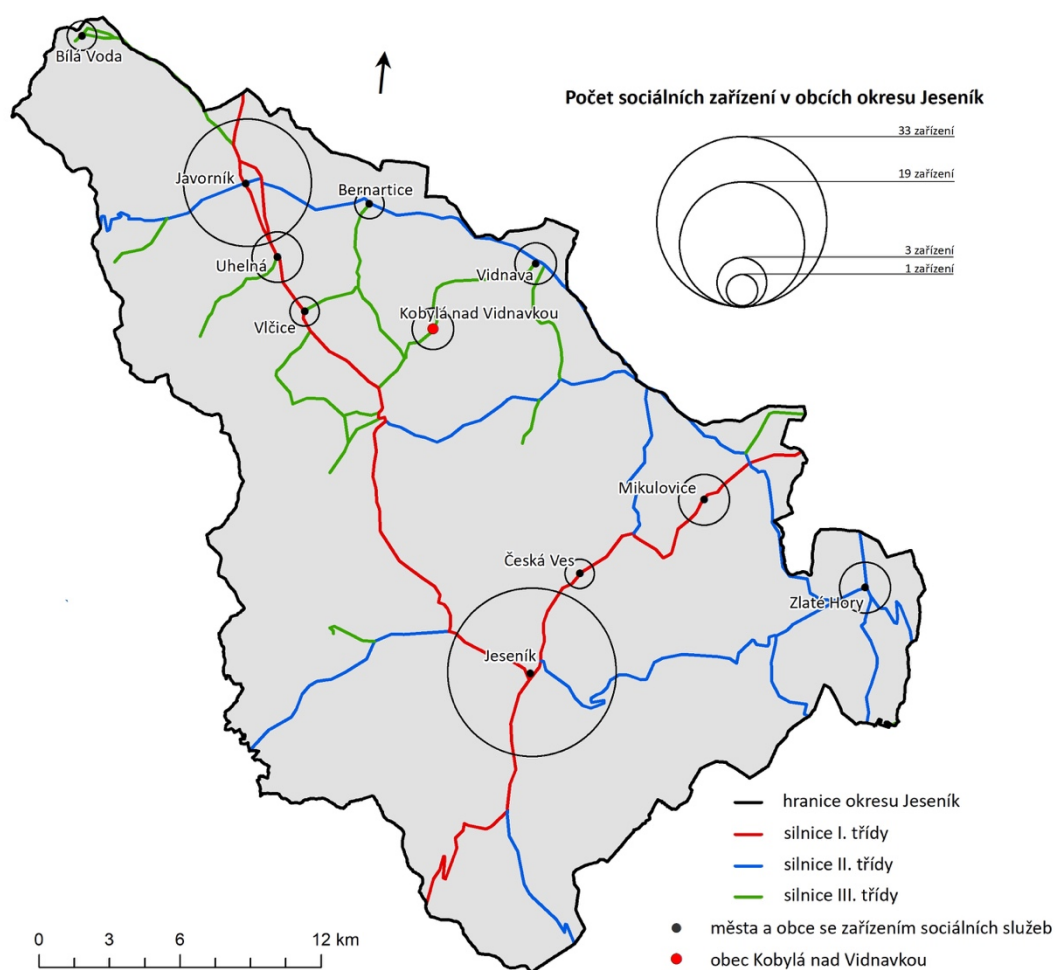 Bílá Voda
Počet sociálních zařízení v obcích okresu Jeseník
33 zařízení
19 zařízení
3 zařízení
1 zařízení
Javorník
Bernartice
Uhelná
Vidnava
Kobylá nad Vidnavkou
Vlčice
Mikulovice
Česká Ves
Zlaté Hory
Jeseník
hranice okresu Jeseník
silnice I. třídy
silnice II. třídy
silnice III. třídy
města a obce se zařízením sociálních služeb
obec Kobylá nad Vidnavkou
0 3 6 12 km